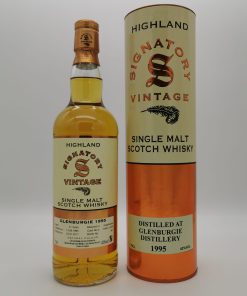 HIGHLAND
SIGNATORY
S
VINTAGE
SINGLE MALT
SCOTCH WHISKY
GLENBURGIE 1995
HIGHLAND
SIGNATORY
S
VINTAGE
SINGLE MALT
SCOTCH WHISKY
DISTILLED AT
GLENBURGIE
DISTILLERY
1995